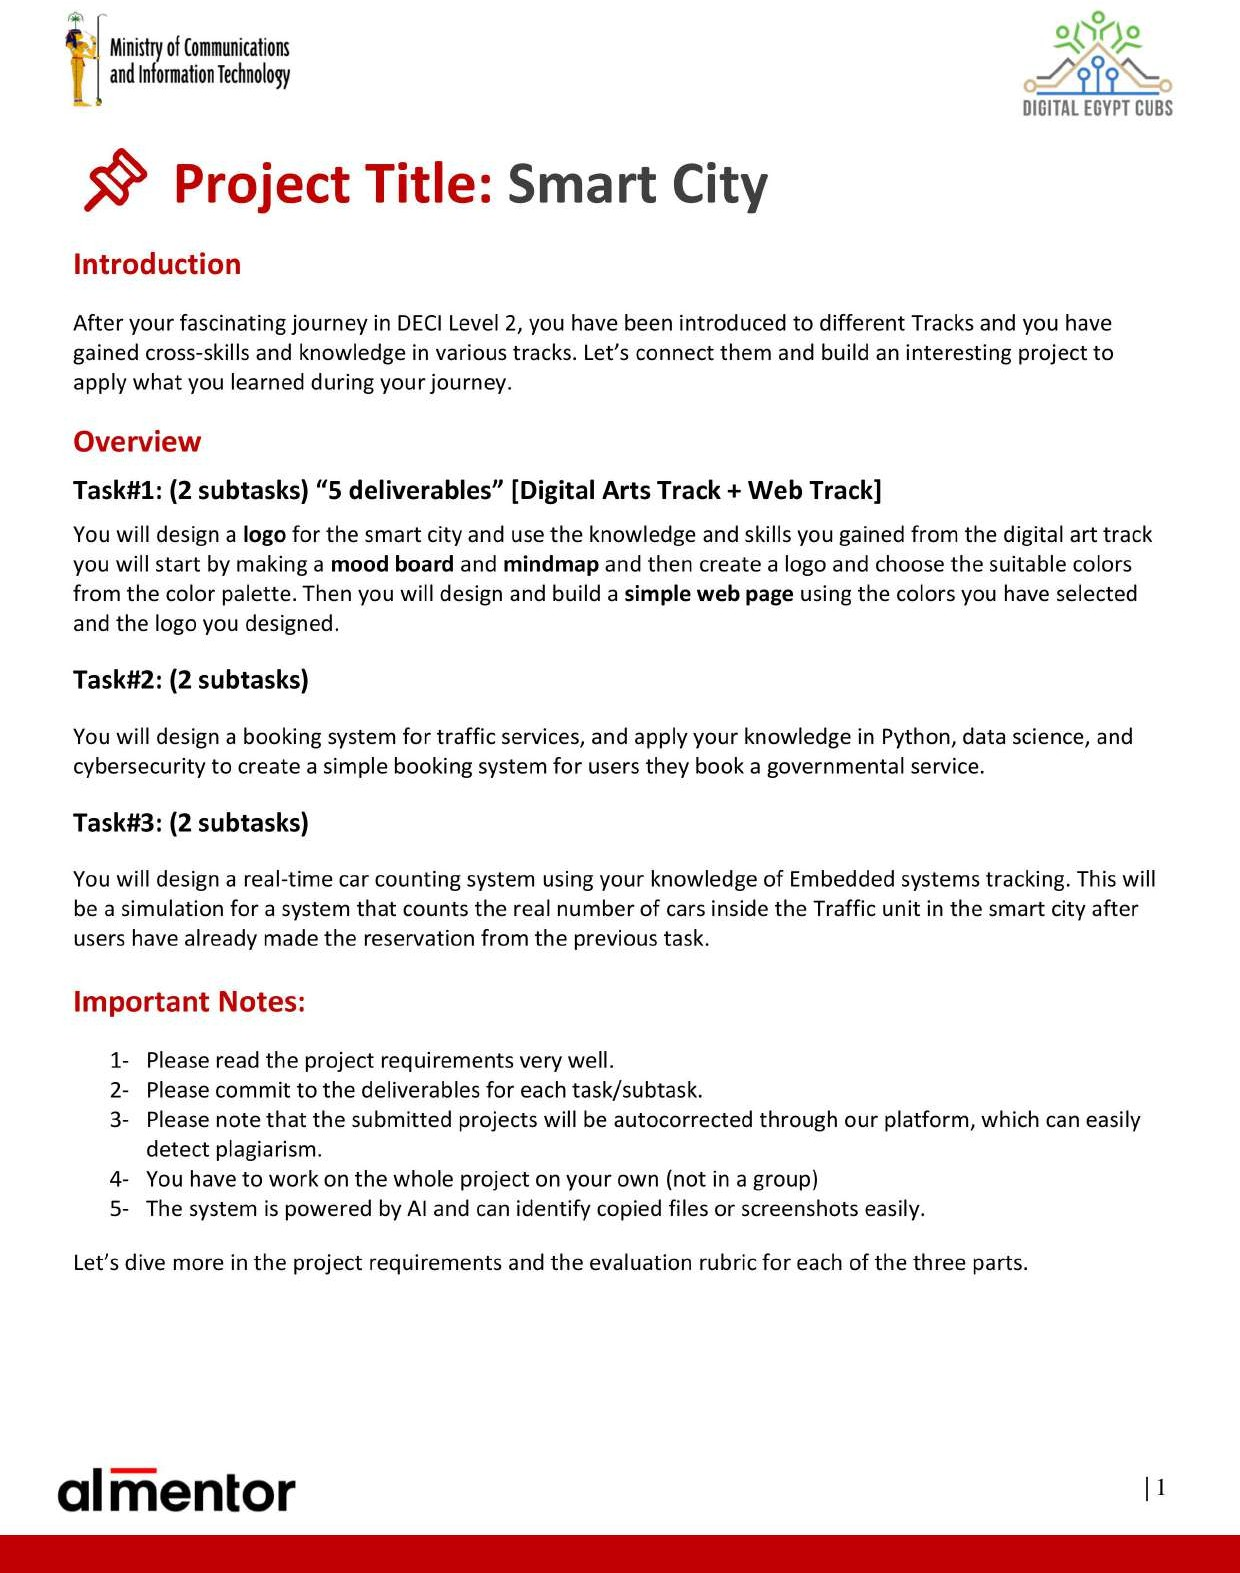 Ministry of Communications
and Information Technology
DIGITAL EGYPT CUBS
Project Title: Smart City
Introduction
After your fascinating journey in DECI Level 2, you have been introduced to different Tracks and you have
gained cross-skills and knowledge in various tracks. Let’s connect them and build an interesting project to
apply what you learned during your journey.
Overview
Task#1: (2 subtasks) “5 deliverables” [Digital Arts Track + Web Track]
You will design a logo for the smart city and use the knowledge and skills you gained from the digital art track
you will start by making a mood board and mindmap and then create a logo and choose the suitable colors
from the color palette. Then you will design and build a simple web page using the colors you have selected
and the logo you designed.
Task#2: (2 subtasks)
You will design a booking system for traffic services, and apply your knowledge in Python, data science, and
cybersecurity to create a simple booking system for users they book a governmental service.
Task#3: (2 subtasks)
You will design a real-time car counting system using your knowledge of Embedded systems tracking. This will
be a simulation for a system that counts the real number of cars inside the Traffic unit in the smart city after
users have already made the reservation from the previous task.
Important Notes:
1- Please read the project requirements very well.
2- Please commit to the deliverables for each task/subtask.
3- Please note that the submitted projects will be autocorrected through our platform, which can easily
detect plagiarism.
4- You have to work on the whole project on your own (not in a group)
5- The system is powered by AI and can identify copied files or screenshots easily.
Let’s dive more in the project requirements and the evaluation rubric for each of the three parts.
almentor
| 1